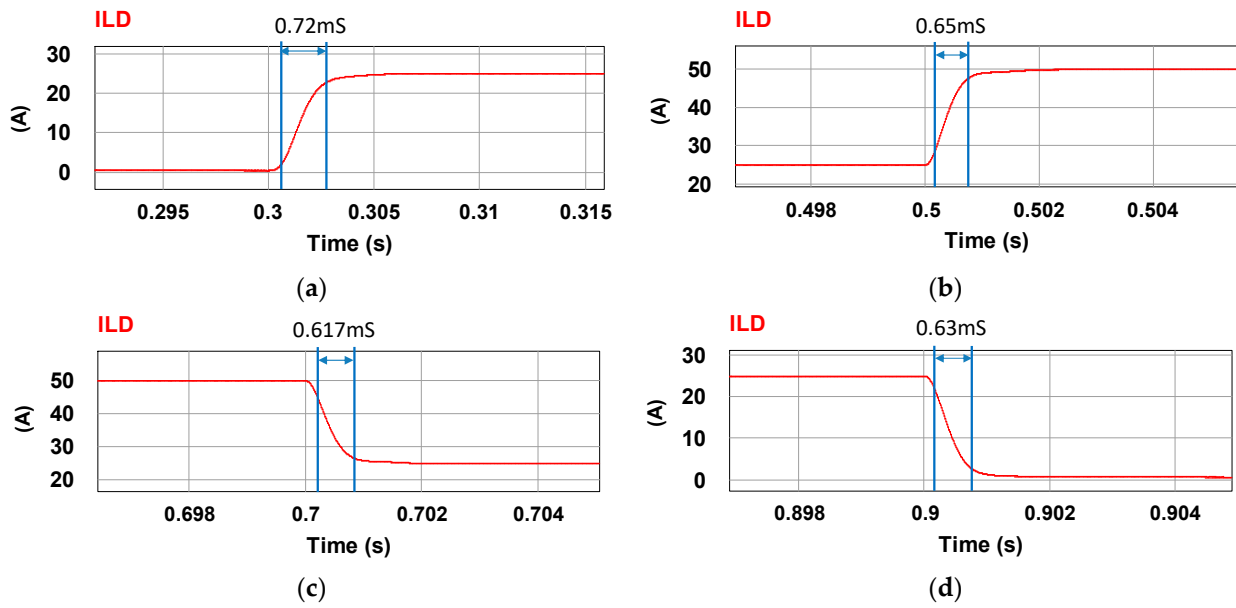 ILD
0.72mS
(A)
30
20
10
0
0.295
0.3
0.305
0.31
0.315
Time (s)
(a)
ILD
0.65mS
(A)
50
40
30
20
0.498
0.5
0.502
0.504
Time (s)
(b)
ILD
0.617mS
(A)
50
40
30
20
0.698
0.7
0.702
0.704
Time (s)
(c)
ILD
0.63mS
(A)
30
20
10
0
0.898
0.9
0.902
0.904
Time (s)
(d)